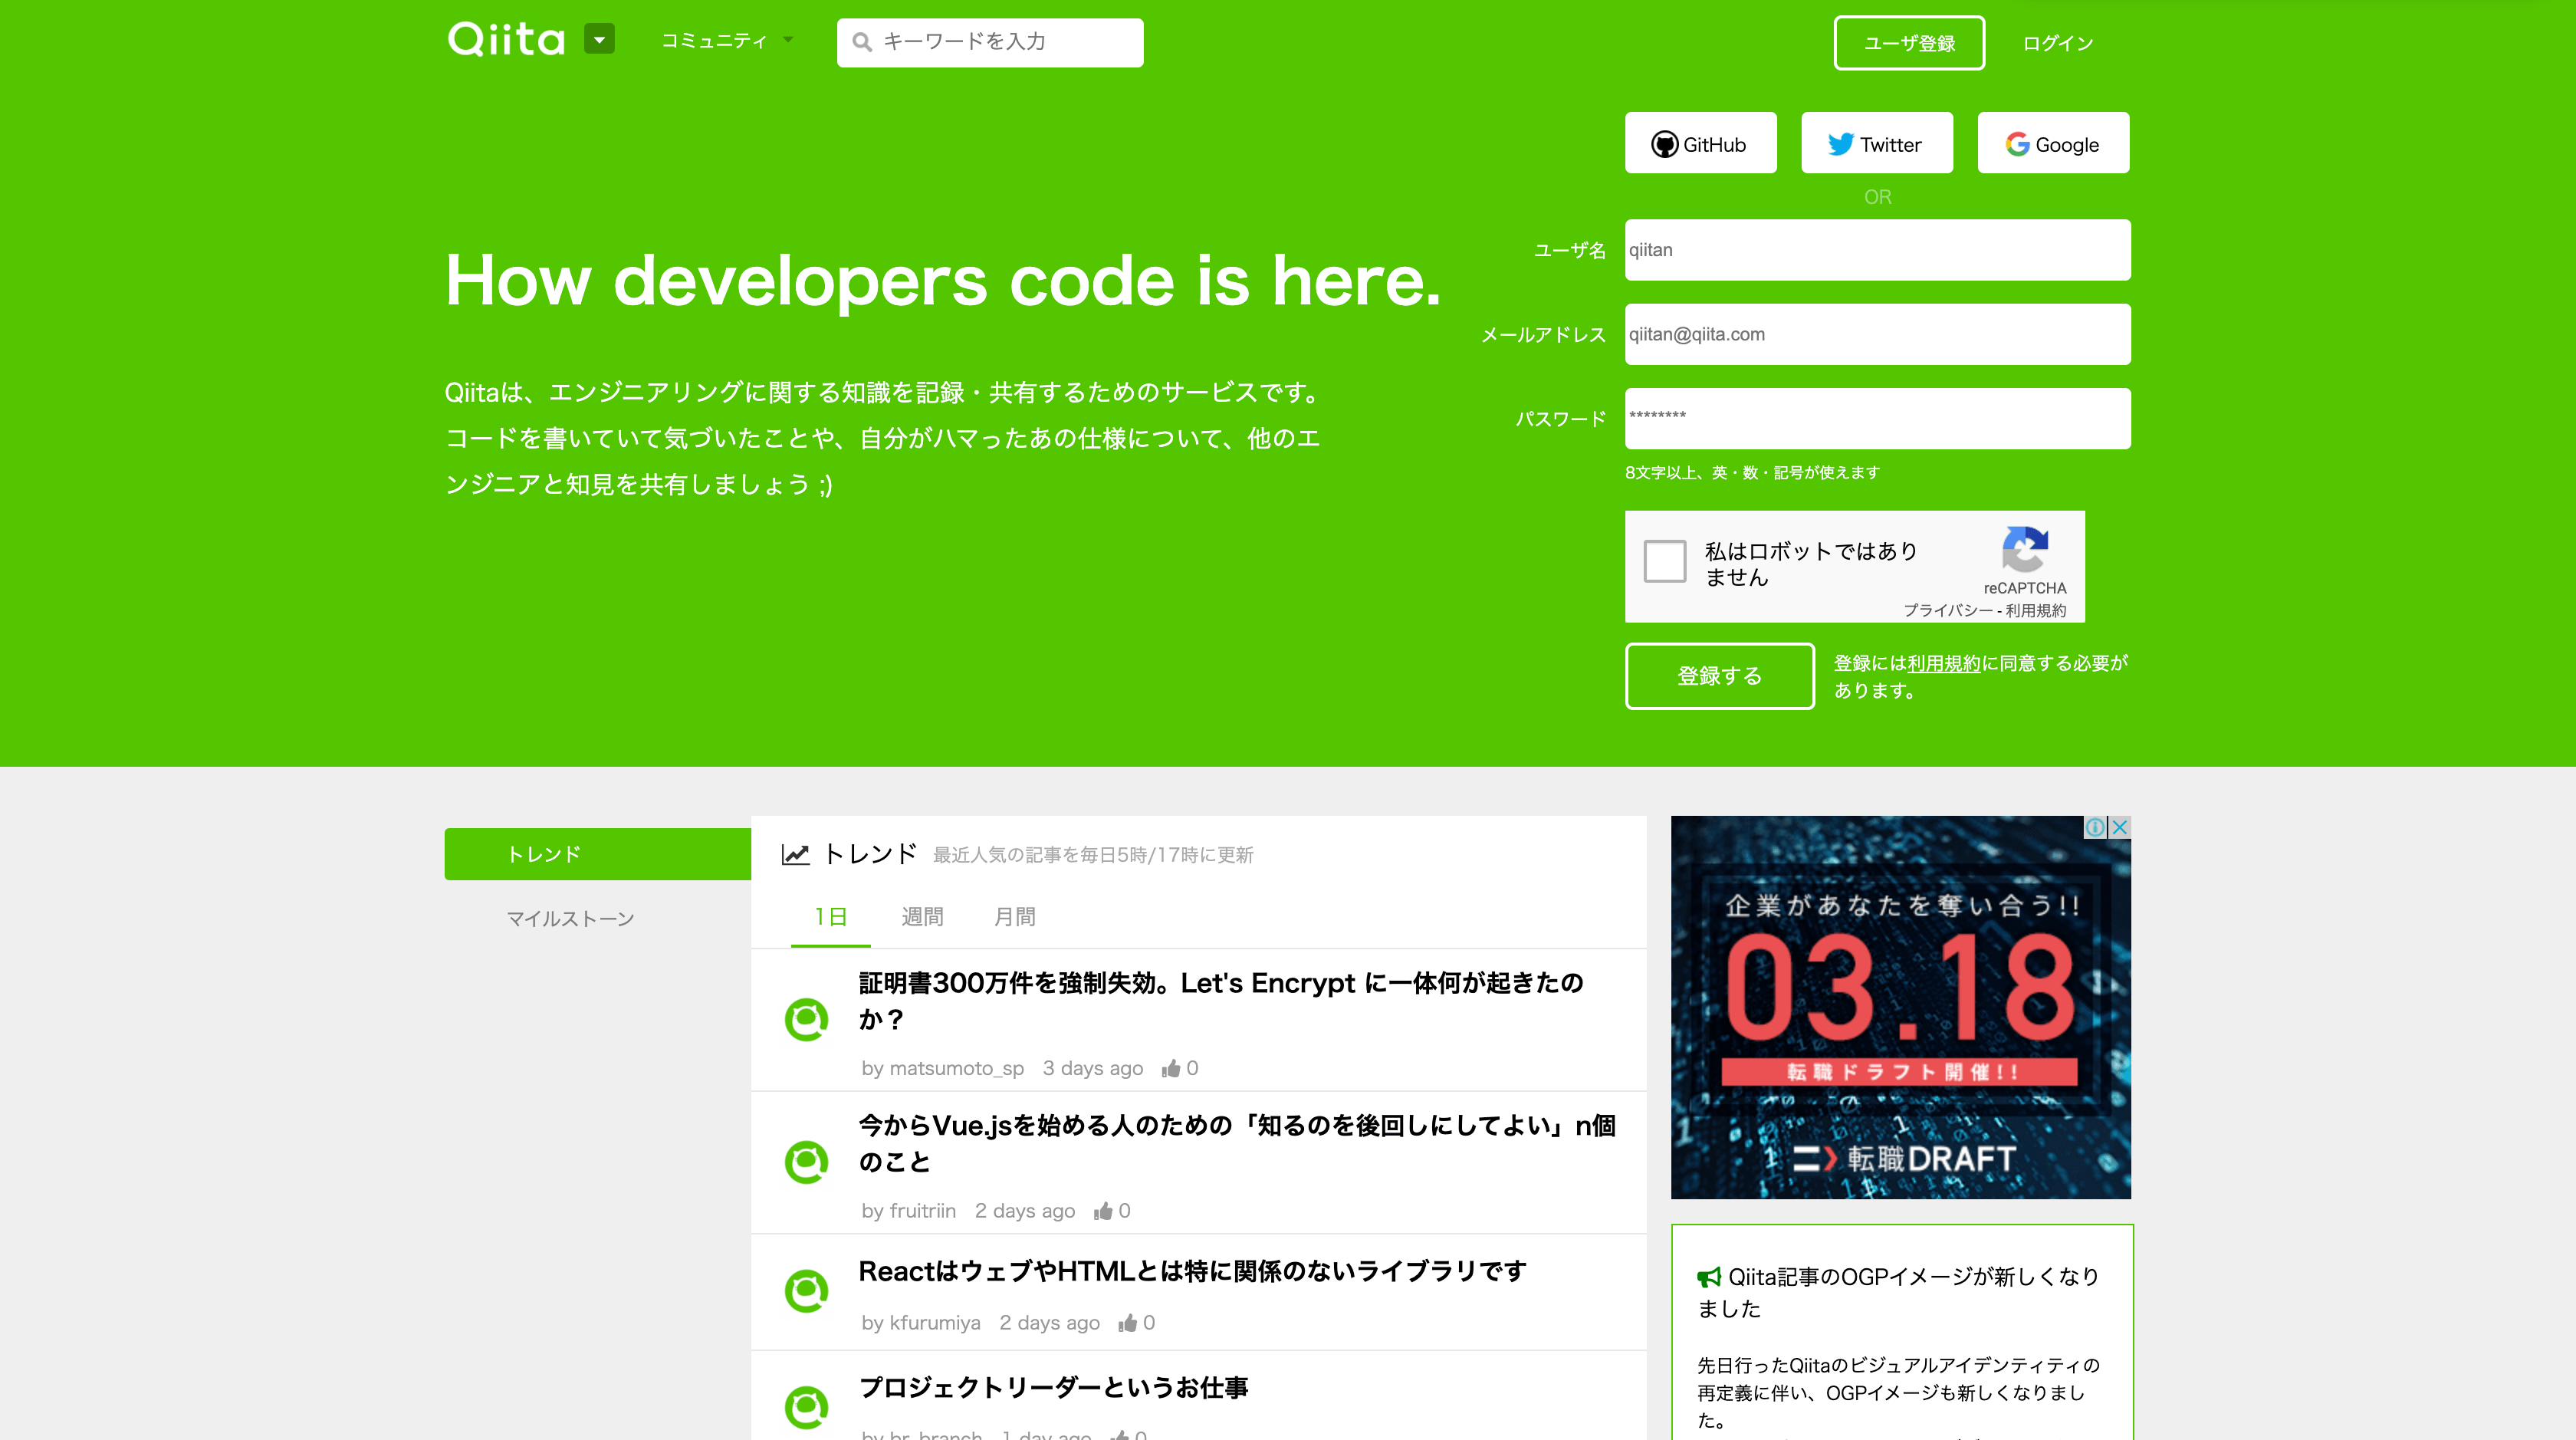 Qiita
コミュニティ
キーワードを入力
ユーザ登録
ログイン
GitHub
Twitter
Google
OR
How developers code is here.
Qiitaは、エンジニアリングに関する知識を記録・共有するためのサービスです。
コードを書いていて気づいたことや、自分がハマったあの仕様について、他のエ
ンジニアと知見を共有しましょう ;)
ユーザ名
qiitan
メールアドレス
qiitan@qiita.com
パスワード
********
8文字以上、英・数・記号が使えます
私はロボットではあり
ません
reCAPTCHA
プライバシー - 利用規約
登録する
登録には利用規約に同意する必要が
あります。
トレンド
マイルストーン
トレンド 最近人気の記事を毎日5時/17時に更新
1日 週間 月間
証明書300万件を強制失効。Let's Encrypt に一体何が起きたの
か？
by matsumoto_sp 3 days ago 0
今からVue.jsを始める人のための「知るのを後回しにしてよい」n個
のこと
by fruitriin 2 days ago 0
ReactはウェブやHTMLとは特に関係のないライブラリです
by kfurumiya 2 days ago 0
プロジェクトリーダーというお仕事
by br_branch 1 day ago 0
企業があなたを奪い合う!!
03.18
転職ドラフト開催!!
転職DRAFT
Qiita記事のOGPイメージが新しくなり
ました
先日行ったQiitaのビジュアルアイデンティティの
再定義に伴い、OGPイメージも新しくなりまし
た。